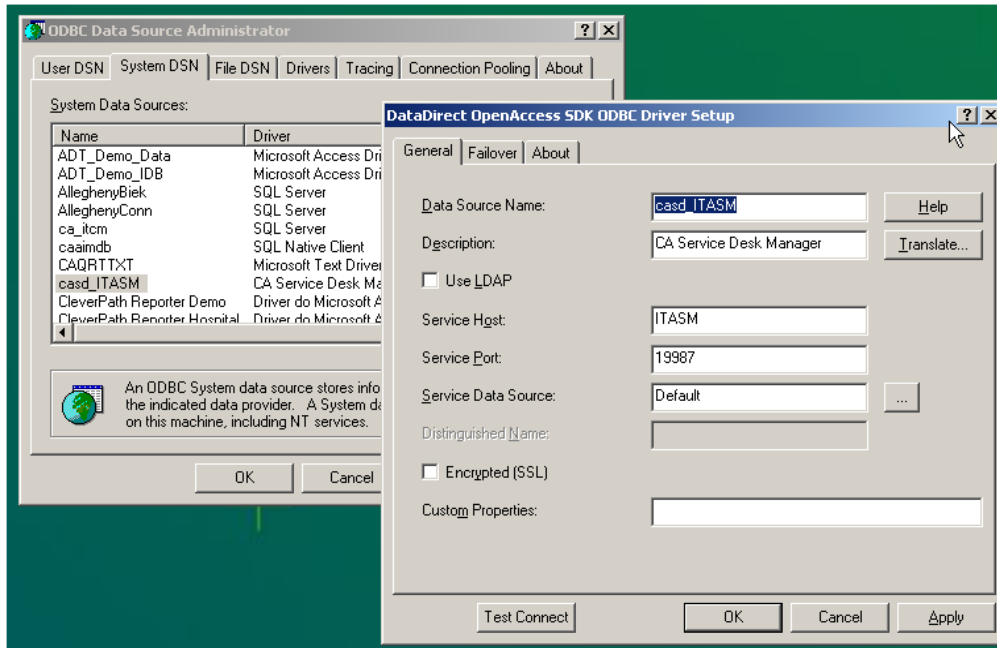 ODBC Data Source Administrator
User DSN System DSN File DSN Drivers Tracing Connection Pooling About
System Data Sources:
Name Driver
ADT_Demo_Data Microsoft Access Dri
ADT_Demo_IDB Microsoft Access Dri
AlleghenyBiek SQL Server
AlleghenyConn SQL Server
ca_itcm SQL Server
caaimdb SQL Native Client
CAQRTTXT Microsoft Text Driver
casd_ITASM CA Service Desk Ma
CleverPath Reporter Demo Driver do Microsoft A
CleverPath Reporter Hospital Driver do Microsoft A
An ODBC System data source stores info
the indicated data provider. A System da
on this machine, including NT services.
OK Cancel
DataDirect OpenAccess SDK ODBC Driver Setup
General Failover About
Data Source Name: casd_ITASM Help
Description: CA Service Desk Manager Translate...
Use LDAP
Service Host: ITASM
Service Port: 19987
Service Data Source: Default ...
Distinguished Name:
Encrypted (SSL)
Custom Properties:
Test Connect OK Cancel Apply